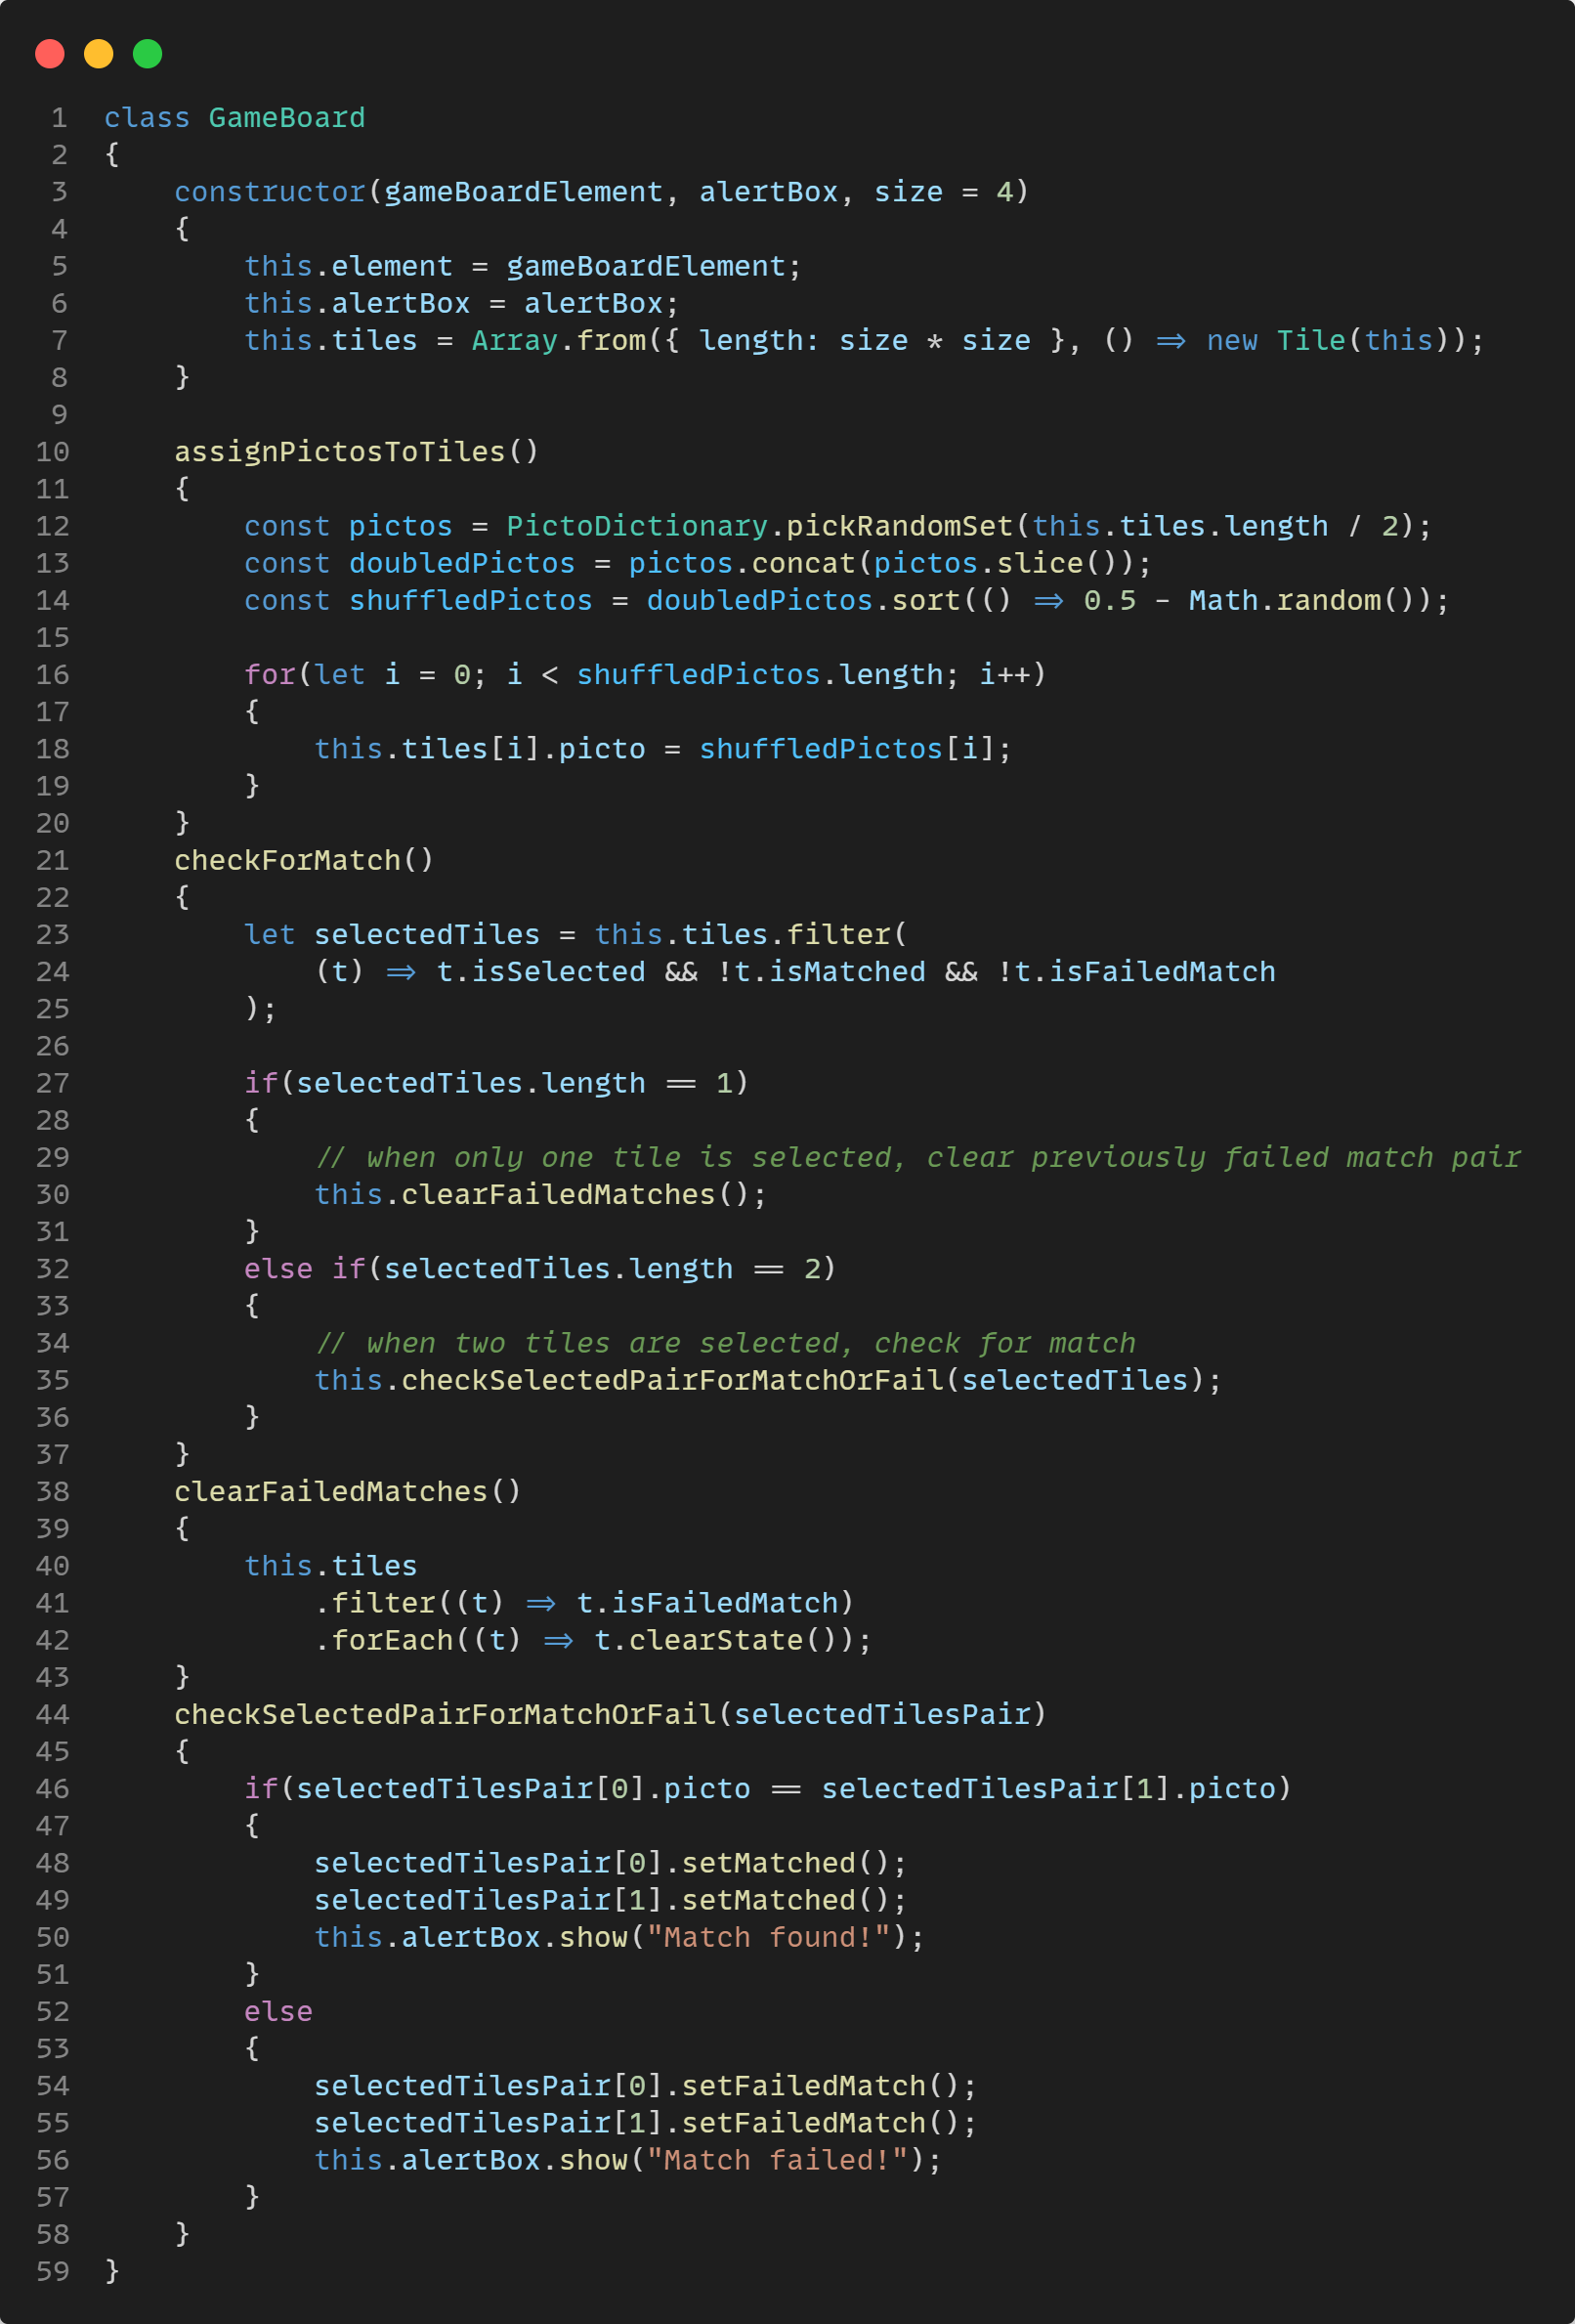 1 class GameBoard
2 {
3     constructor(gameBoardElement, alertBox, size = 4)
4     {
5         this.element = gameBoardElement;
6         this.alertBox = alertBox;
7         this.tiles = Array.from({ length: size * size }, () => new Tile(this));
8     }
9
10     assignPictosToTiles()
11     {
12         const pictos = PictoDictionary.pickRandomSet(this.tiles.length / 2);
13         const doubledPictos = pictos.concat(pictos.slice());
14         const shuffledPictos = doubledPictos.sort(() => 0.5 - Math.random());
15
16         for(let i = 0; i < shuffledPictos.length; i++)
17         {
18             this.tiles[i].picto = shuffledPictos[i];
19         }
20     }
21     checkForMatch()
22     {
23         let selectedTiles = this.tiles.filter(
24             (t) => t.isSelected && !t.isMatched && !t.isFailedMatch
25         );
26
27         if(selectedTiles.length == 1)
28         {
29             // when only one tile is selected, clear previously failed match pair
30             this.clearFailedMatches();
31         }
32         else if(selectedTiles.length == 2)
33         {
34             // when two tiles are selected, check for match
35             this.checkSelectedPairForMatchOrFail(selectedTiles);
36         }
37     }
38     clearFailedMatches()
39     {
40         this.tiles
41             .filter((t) => t.isFailedMatch)
42             .forEach((t) => t.clearState());
43     }
44     checkSelectedPairForMatchOrFail(selectedTilesPair)
45     {
46         if(selectedTilesPair[0].picto == selectedTilesPair[1].picto)
47         {
48             selectedTilesPair[0].setMatched();
49             selectedTilesPair[1].setMatched();
50             this.alertBox.show("Match found!");
51         }
52         else
53         {
54             selectedTilesPair[0].setFailedMatch();
55             selectedTilesPair[1].setFailedMatch();
56             this.alertBox.show("Match failed!");
57         }
58     }
59 }